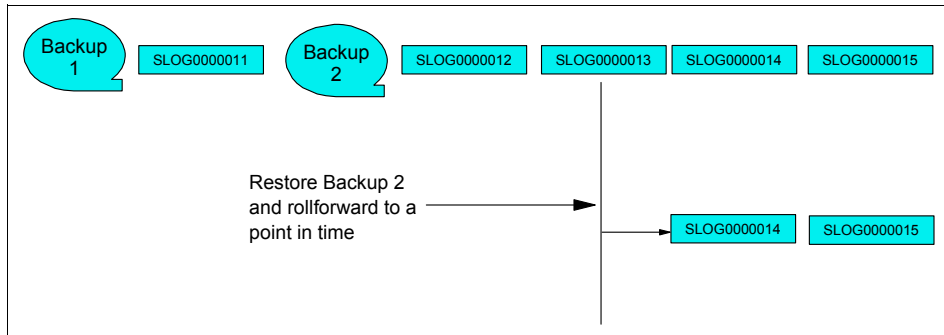 Backup
1
SLOG0000011
Backup
2
SLOG0000012
SLOG0000013
SLOG0000014
SLOG0000015
Restore Backup 2
and rollforward to a
point in time
SLOG0000014
SLOG0000015